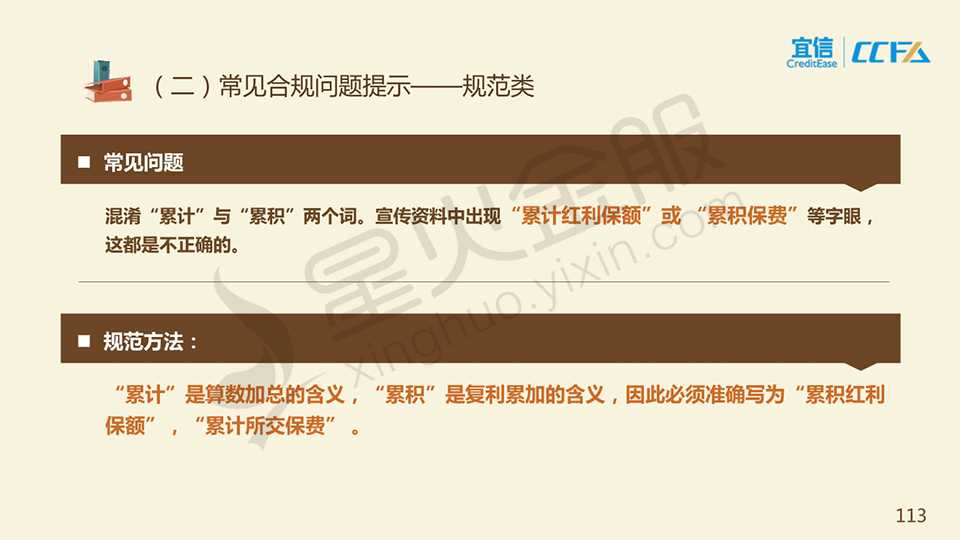 宜信
CreditEase
CCFA
（二）常见合规问题提示——规范类
常见问题
混淆“累计”与“累积”两个词。宣传资料中出现“累计红利保额”或 “累积保费”等字眼，
这都是不正确的。
规范方法：
“累计”是算数加总的含义，“累积”是复利累加的含义，因此必须准确写为“累积红利
保额”，“累计所交保费” 。
星火金服
xinghuo.yixin.com
113